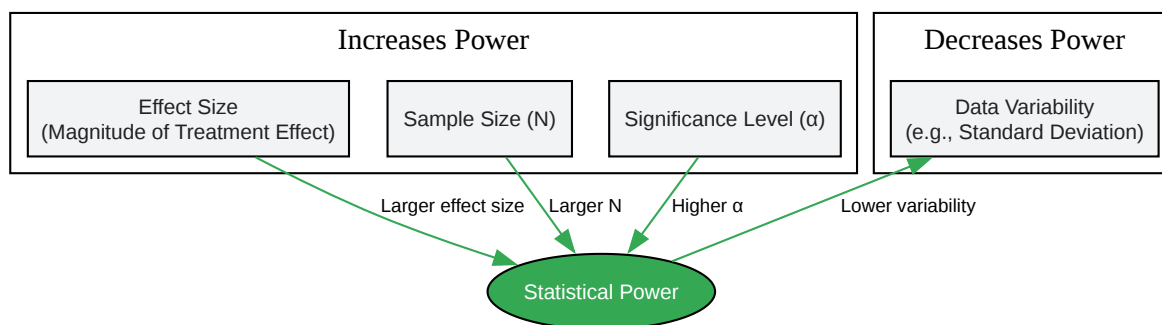 Increases Power
Decreases Power
Effect Size
(Magnitude of Treatment Effect)
Sample Size (N)
Significance Level (α)
Data Variability
(e.g., Standard Deviation)
Larger effect size
Larger N
Higher α
Lower variability
Statistical Power